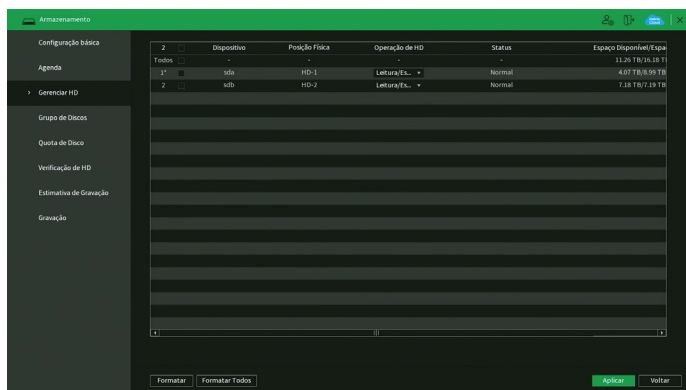 Armazenamento
Configuração básica
Agenda
Gerenciar HD
Grupo de Discos
Quota de Disco
Verificação de HD
Estimativa de Gravação
Gravação
2 Dispositivo Posição Física Operação de HD Status Espaço Disponível/Espa
Todos - - - - 11.26 TB/16.18 T
1* sda HD-1 Leitura/Es... Normal 4.07 TB/8.99 TB
2 sdb HD-2 Leitura/Es... Normal 7.18 TB/7.19 TB
Formatar Formatar Todos Aplicar Voltar